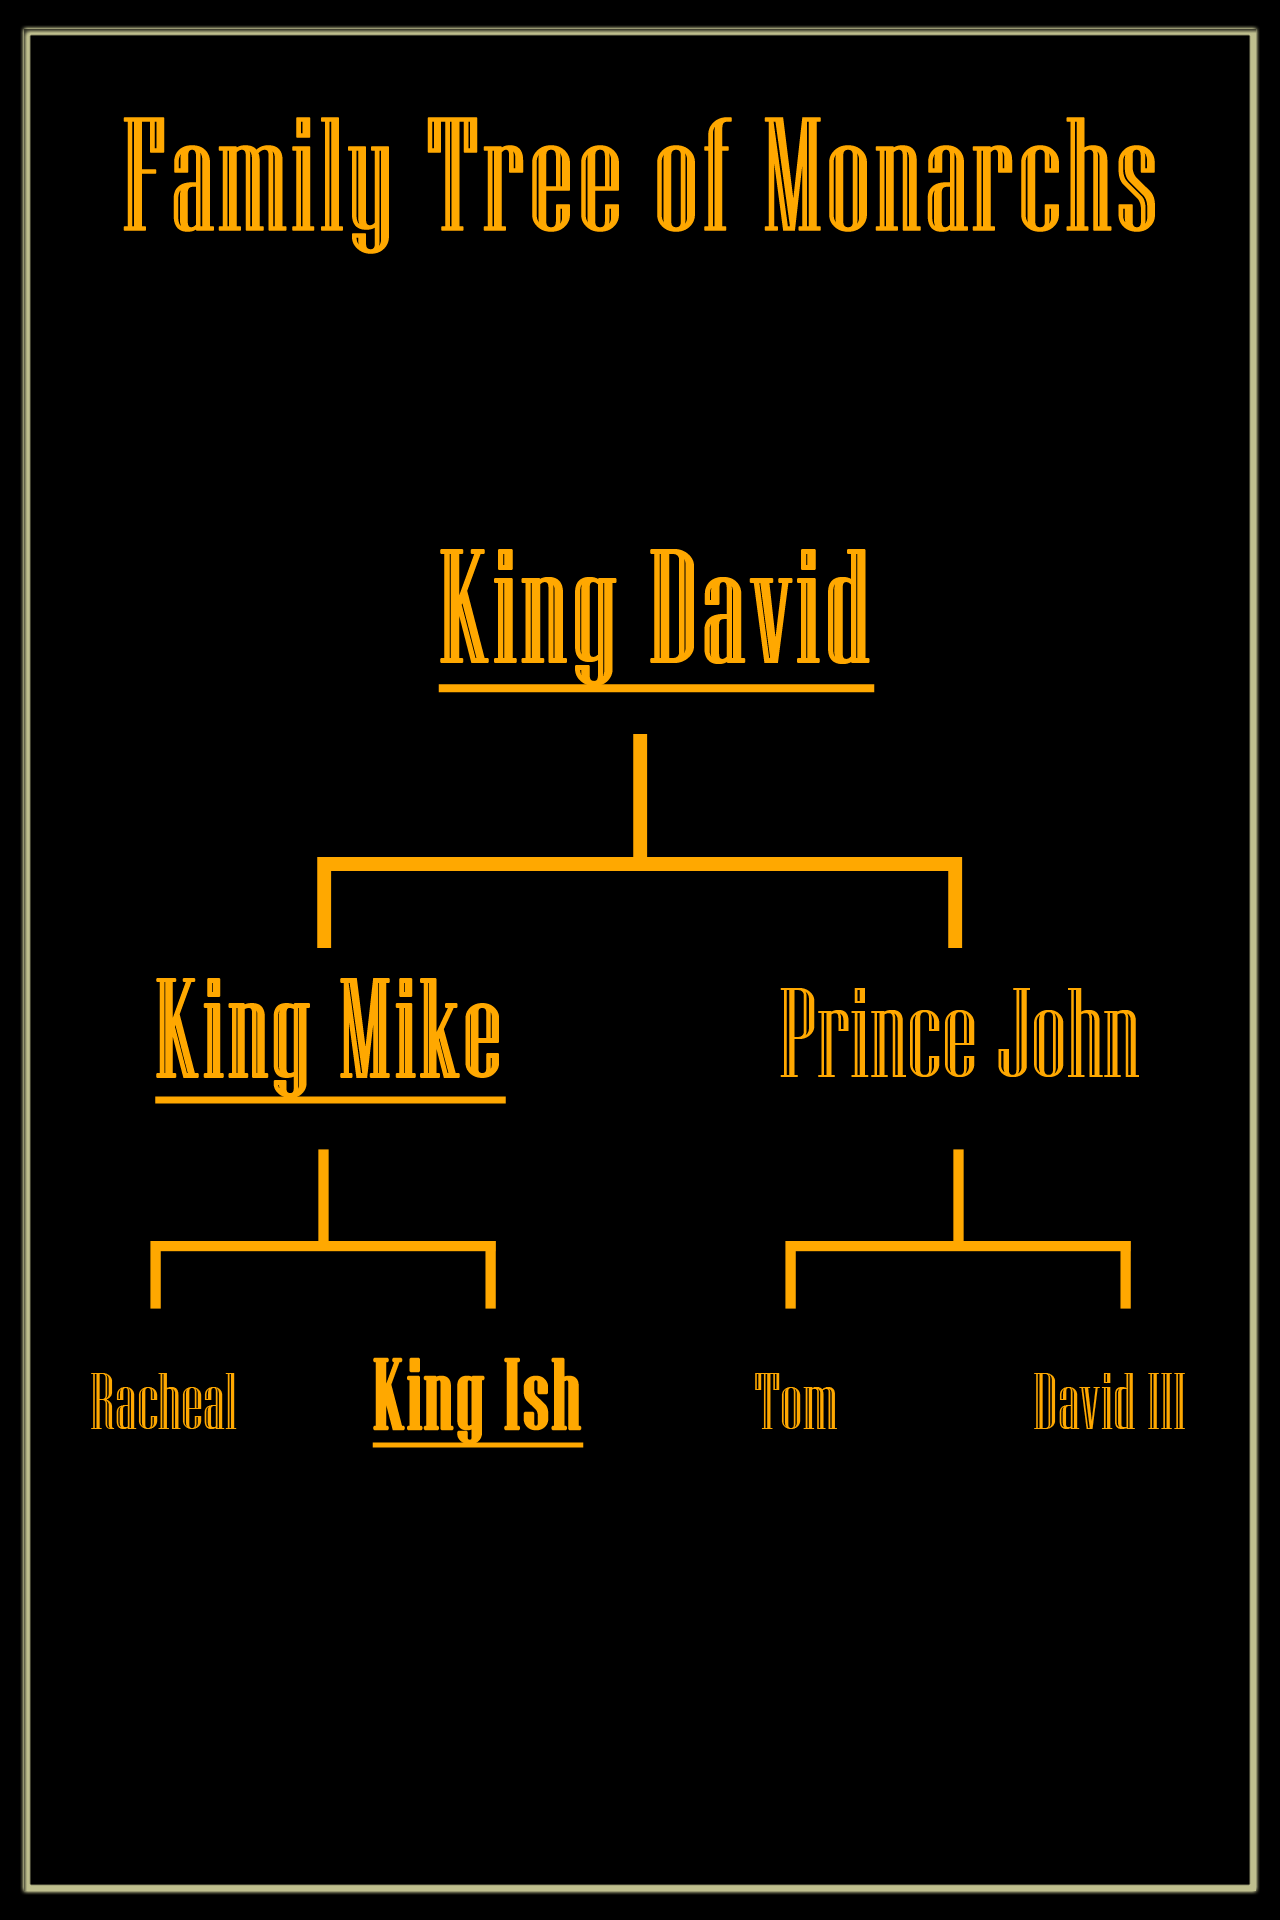 Family Tree of Monarchs
King David
King Mike
Prince John
Racheal
King Ish
Tom
David III